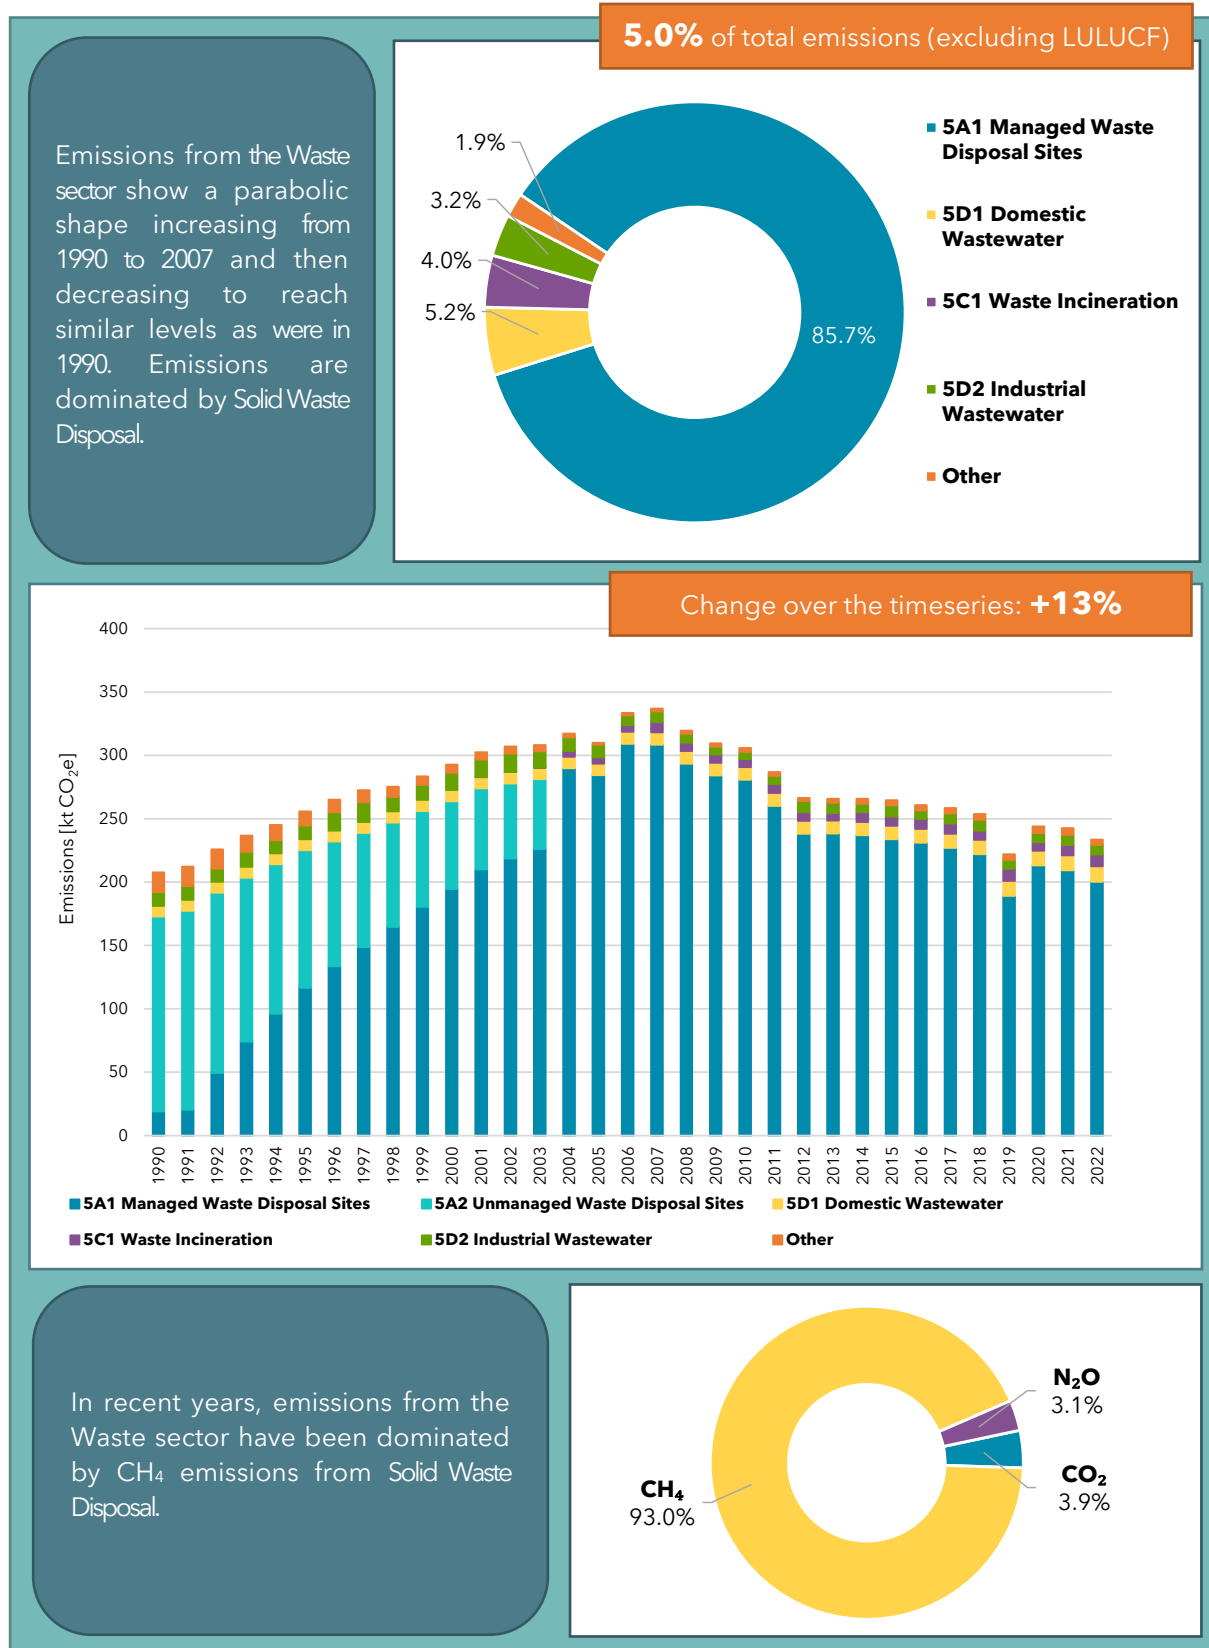 5.0% of total emissions (excluding LULUCF)
Emissions from the Waste
sector show a parabolic
shape increasing from
1990 to 2007 and then
decreasing to reach
similar levels as were in
1990. Emissions are
dominated by Solid Waste
Disposal.
1.9%
3.2%
4.0%
5.2%
85.7%
5A1 Managed Waste
Disposal Sites
5D1 Domestic
Wastewater
5C1 Waste Incineration
5D2 Industrial
Wastewater
Other
Change over the timeseries: +13%
Emissions [kt CO₂e]
400
350
300
250
200
150
100
50
0
1990 1991 1992 1993 1994 1995 1996 1997 1998 1999 2000 2001 2002 2003 2004 2005 2006 2007 2008 2009 2010 2011 2012 2013 2014 2015 2016 2017 2018 2019 2020 2021 2022
5A1 Managed Waste Disposal Sites 5A2 Unmanaged Waste Disposal Sites 5D1 Domestic Wastewater
5C1 Waste Incineration 5D2 Industrial Wastewater Other
In recent years, emissions from the
Waste sector have been dominated
by CH₄ emissions from Solid Waste
Disposal.
N₂O
3.1%
CO₂
3.9%
CH₄
93.0%